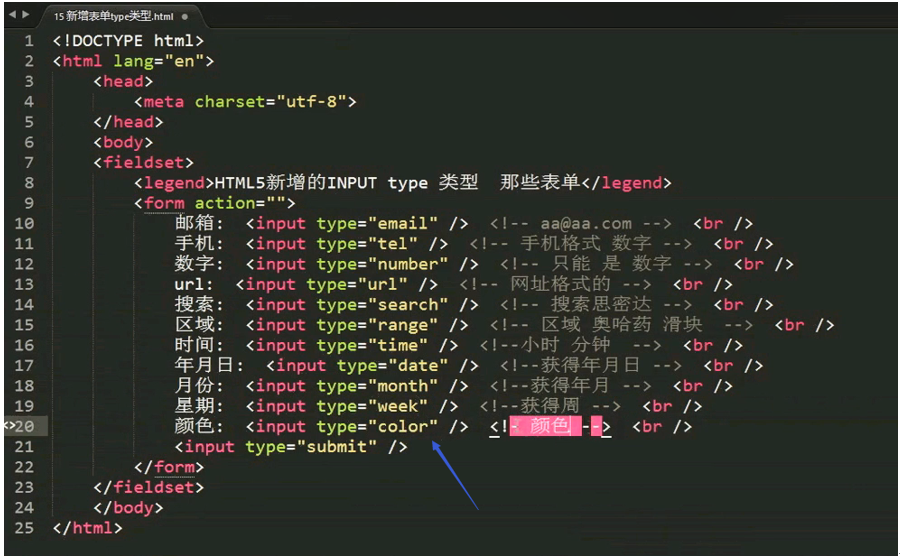 15 新增表单type类型.html
1 <!DOCTYPE html>
2 <html lang="en">
3 <head>
4 <meta charset="utf-8">
5 </head>
6 <body>
7 <fieldset>
8 <legend>HTML5新增的INPUT type 类型  那些表单</legend>
9 <form action="">
10 邮箱: <input type="email" /> <!-- aa@aa.com --> <br />
11 手机: <input type="tel" /> <!-- 手机格式 数字 --> <br />
12 数字: <input type="number" /> <!-- 只能 是 数字 --> <br />
13 url: <input type="url" /> <!-- 网址格式的 --> <br />
14 搜索: <input type="search" /> <!-- 搜索思密达 --> <br />
15 区域: <input type="range" /> <!-- 区域 奥哈药 滑块  --> <br />
16 时间: <input type="time" /> <!--小时 分钟  --> <br />
17 年月日: <input type="date" /> <!--获得年月日 --> <br />
18 月份: <input type="month" /> <!--获得年月 --> <br />
19 星期: <input type="week" /> <!--获得周 --> <br />
20 颜色: <input type="color" /> <!- 颜色 --> <br />
21 <input type="submit" />
22 </form>
23 </fieldset>
24 </body>
25 </html>